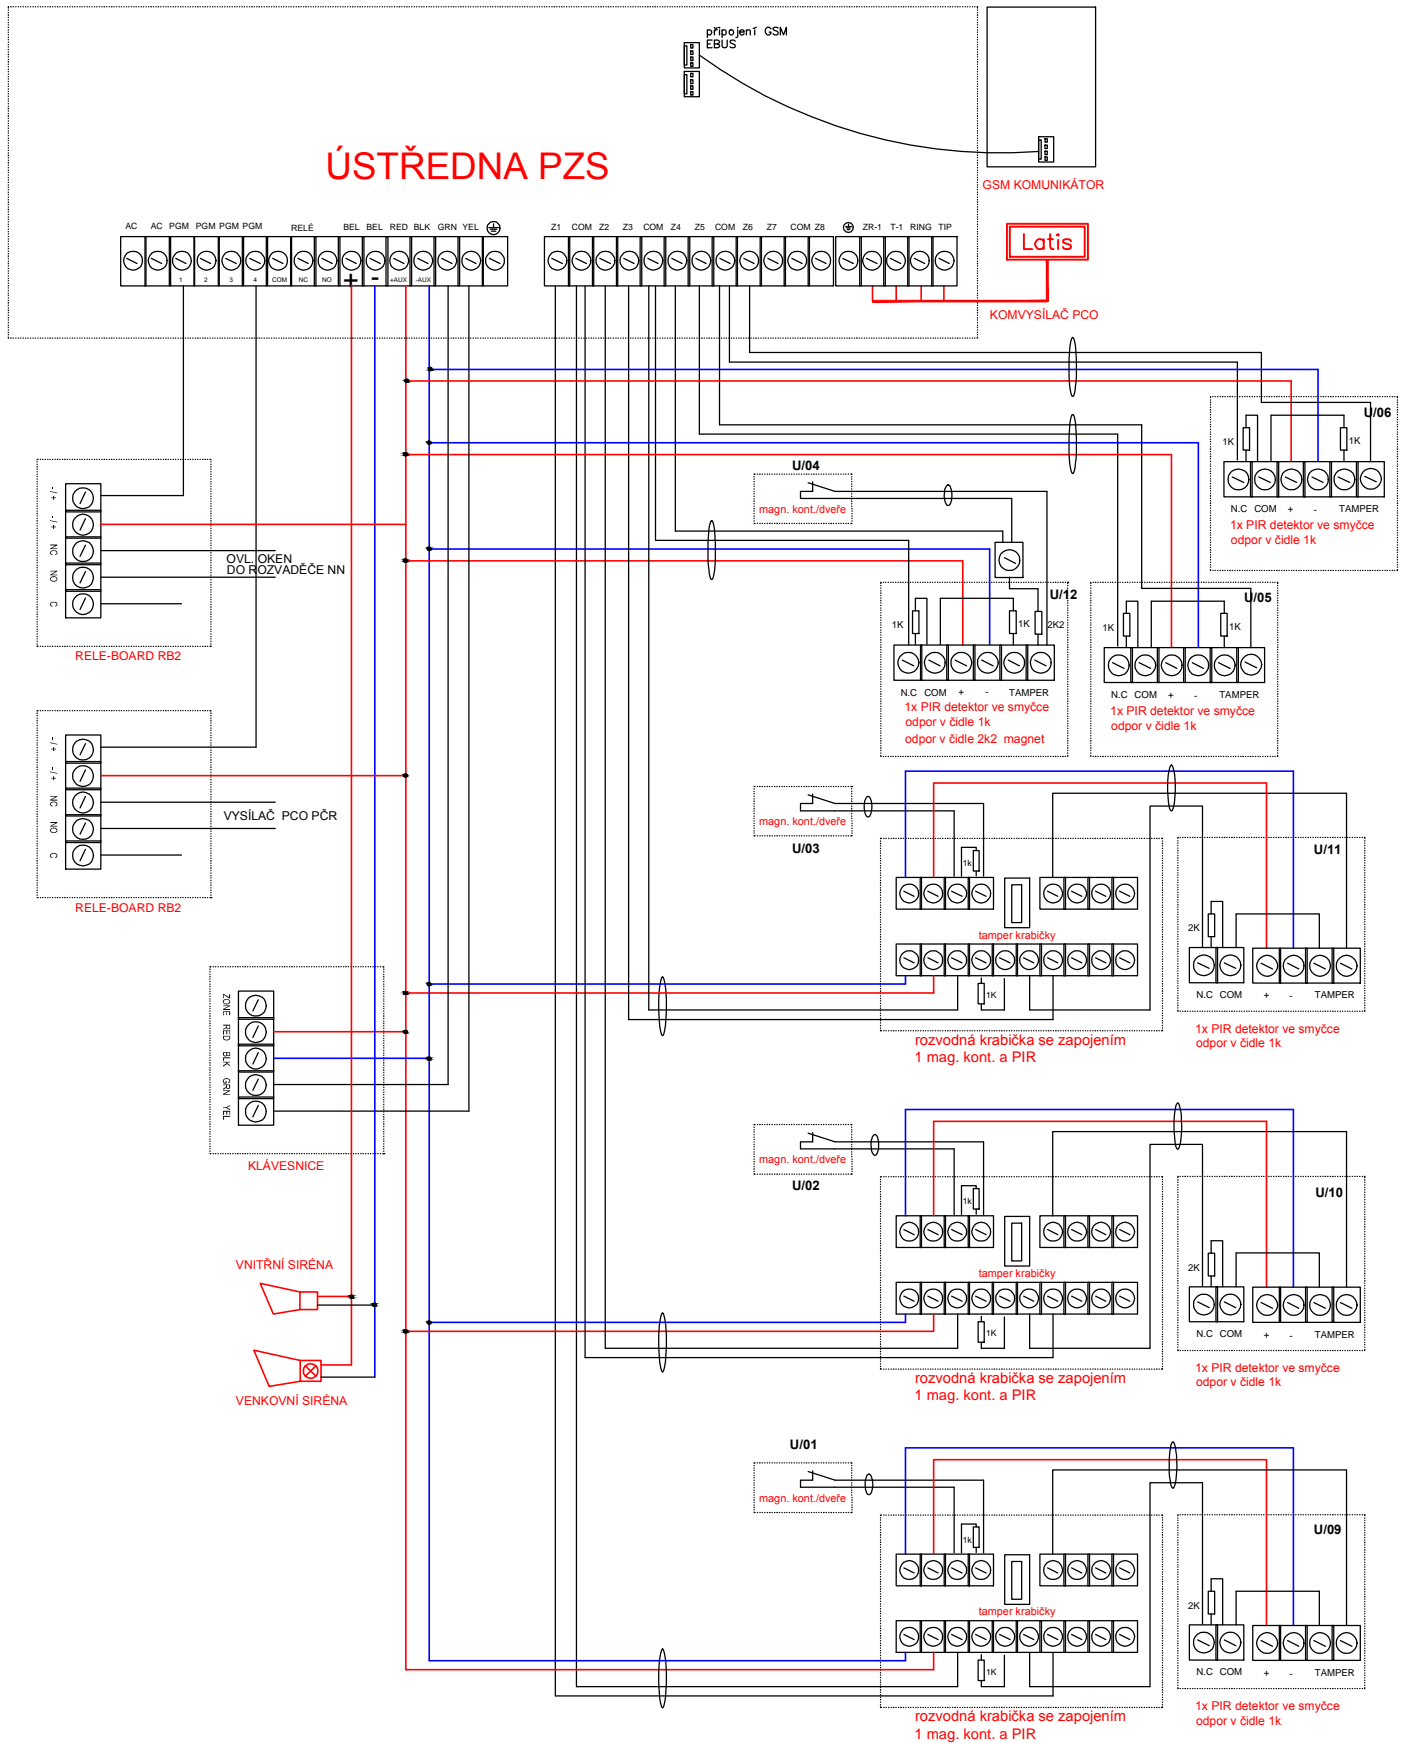 připojení GSM
EBUS
ÚSTŘEDNA PZS
GSM KOMUNIKÁTOR
AC AC PGM PGM PGM PGM RELÉ BEL BEL RED BLK GRN YEL
1 2 3 4 COM NC NO + - +AUX -AUX
Z1 COM Z2 Z3 COM Z4 Z5 COM Z6 Z7 COM Z8 ZR-1 T-1 RING TIP
Latis
KOMVYSÍLAČ PCO
U/06
1K
1K
N.C COM + - TAMPER
1x PIR detektor ve smyčce
odpor v čidle 1k
U/04
magn. kont./dveře
-/+
-/+
NC
NO
C
OVL. OKEN
DO ROZVADĚČE NN
RELE-BOARD RB2
U/12
1K
1K
2K2
N.C COM + - TAMPER
1x PIR detektor ve smyčce
odpor v čidle 1k
odpor v čidle 2k2 magnet
U/05
1K
1K
N.C COM + - TAMPER
1x PIR detektor ve smyčce
odpor v čidle 1k
-/+
-/+
NC
NO
C
VYSÍLAČ PCO PČR
RELE-BOARD RB2
magn. kont./dveře
U/03
1k
tamper krabičky
1K
rozvodná krabička se zapojením
1 mag. kont. a PIR
U/11
2K
N.C COM + - TAMPER
1x PIR detektor ve smyčce
odpor v čidle 1k
ZONE
RED
BLK
GRN
YEL
KLÁVESNICE
magn. kont./dveře
U/02
1k
tamper krabičky
1K
rozvodná krabička se zapojením
1 mag. kont. a PIR
U/10
2K
N.C COM + - TAMPER
1x PIR detektor ve smyčce
odpor v čidle 1k
VNITŘNÍ SIRÉNA
VENKOVNÍ SIRÉNA
U/01
magn. kont./dveře
1k
tamper krabičky
1K
rozvodná krabička se zapojením
1 mag. kont. a PIR
U/09
2K
N.C COM + - TAMPER
1x PIR detektor ve smyčce
odpor v čidle 1k